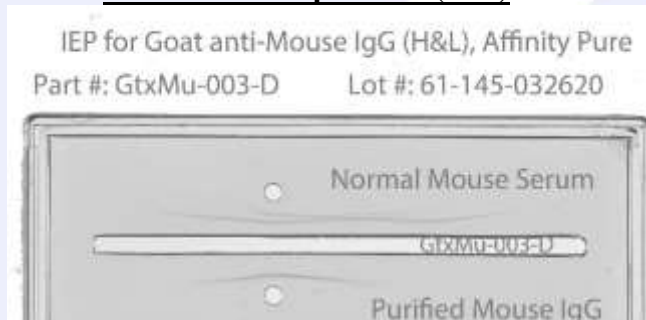 IEP for Goat anti-Mouse IgG (H&L), Affinity Pure
Part #: GtxMu-003-D Lot #: 61-145-032620
Normal Mouse Serum
GtxMu-003-D
Purified Mouse IgG